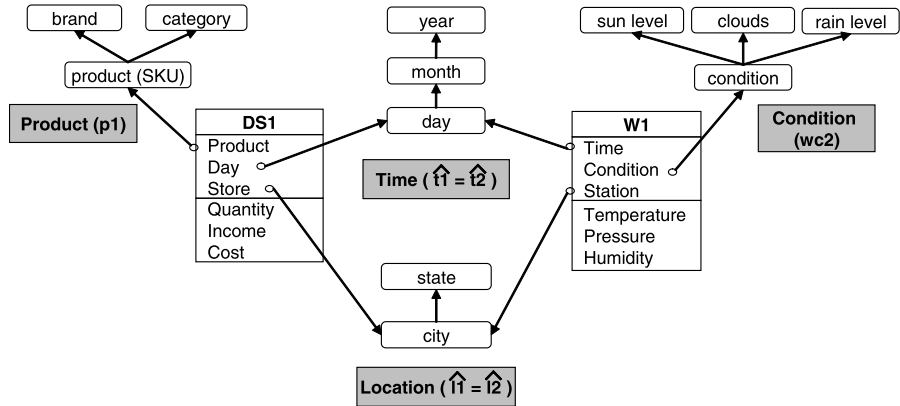 brand
category
year
sun level
clouds
rain level
product (SKU)
month
condition
Product (p1)
DS1
Product
Day
Store
Quantity
Income
Cost
day
Time ( t̂1 = t̂2 )
W1
Time
Condition
Station
Temperature
Pressure
Humidity
Condition
(wc2)
state
city
Location ( l̂1 = l̂2 )